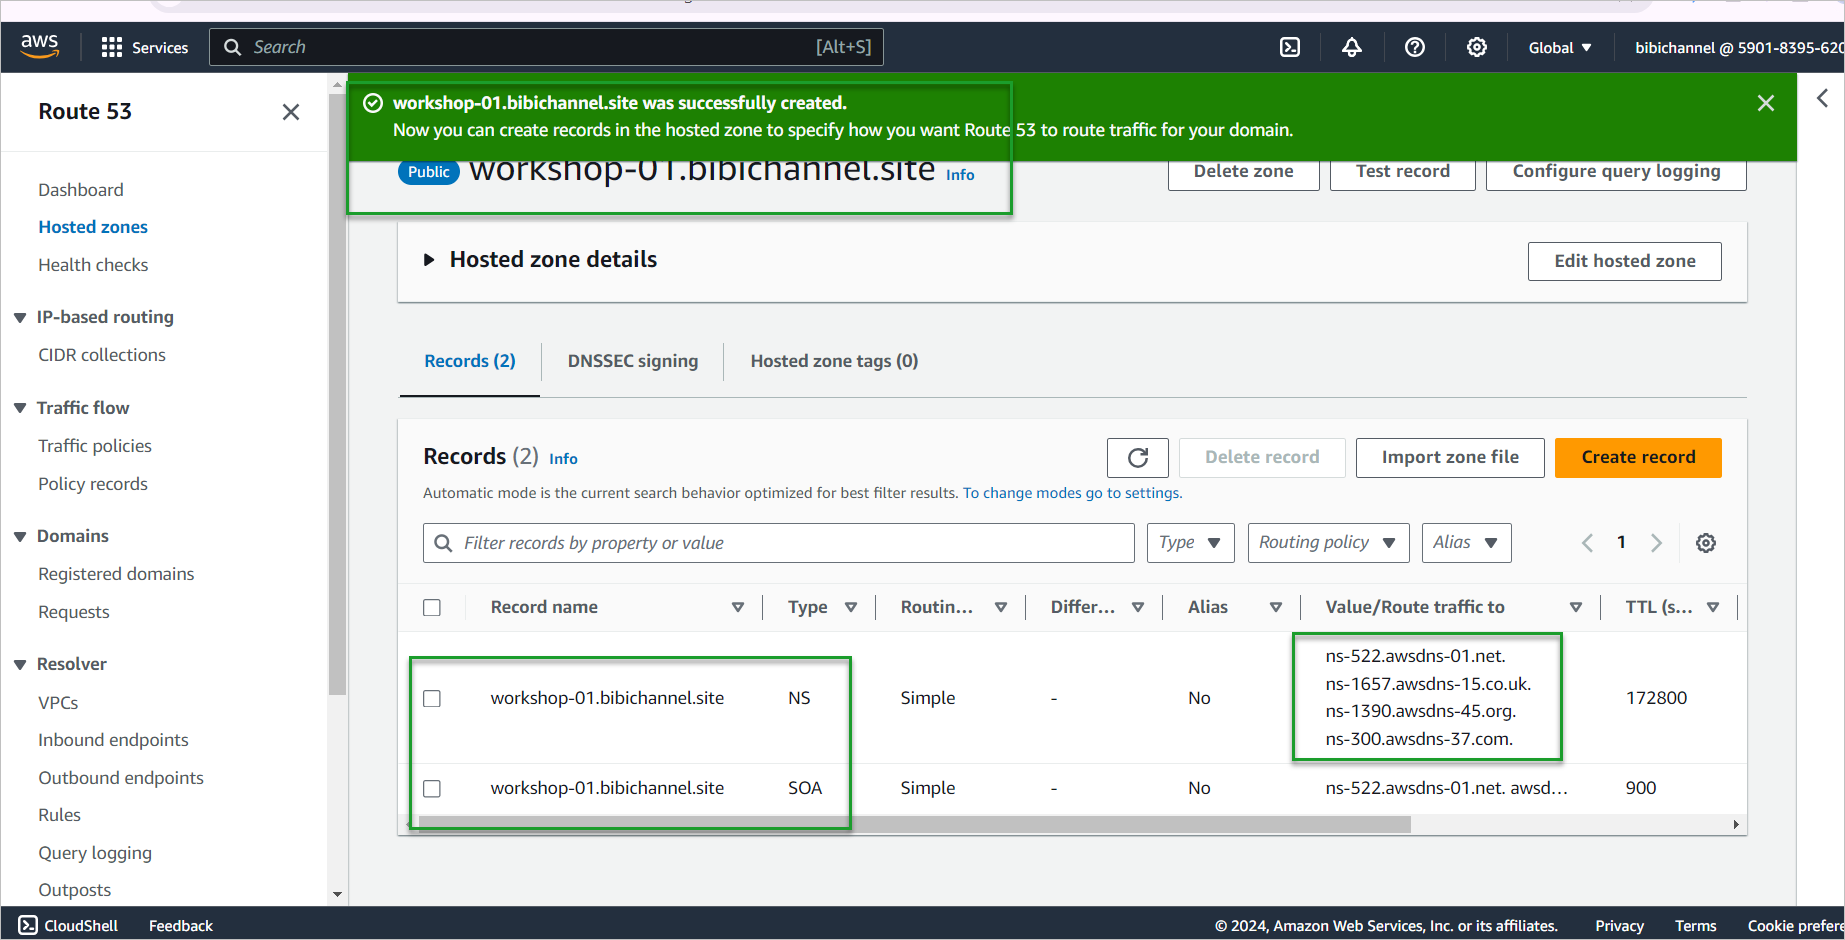 aws
Services
Search
[Alt+S]
Global
bibichannel @ 5901-8395-620
Route 53
Dashboard
Hosted zones
Health checks
IP-based routing
CIDR collections
Traffic flow
Traffic policies
Policy records
Domains
Registered domains
Requests
Resolver
VPCs
Inbound endpoints
Outbound endpoints
Rules
Query logging
Outposts
workshop-01.bibichannel.site was successfully created.
Now you can create records in the hosted zone to specify how you want Route 53 to route traffic for your domain.
Public
workshop-01.bibichannel.site
Info
Delete zone
Test record
Configure query logging
Hosted zone details
Edit hosted zone
Records (2)
DNSSEC signing
Hosted zone tags (0)
Records (2) Info
Delete record
Import zone file
Create record
Automatic mode is the current search behavior optimized for best filter results. To change modes go to settings.
Filter records by property or value
Type
Routing policy
Alias
1
Record name
Type
Routin...
Differ...
Alias
Value/Route traffic to
TTL (s...
workshop-01.bibichannel.site
NS
Simple
-
No
ns-522.awsdns-01.net.
ns-1657.awsdns-15.co.uk.
ns-1390.awsdns-45.org.
ns-300.awsdns-37.com.
172800
workshop-01.bibichannel.site
SOA
Simple
-
No
ns-522.awsdns-01.net. awsd...
900
CloudShell
Feedback
© 2024, Amazon Web Services, Inc. or its affiliates.
Privacy
Terms
Cookie prefere